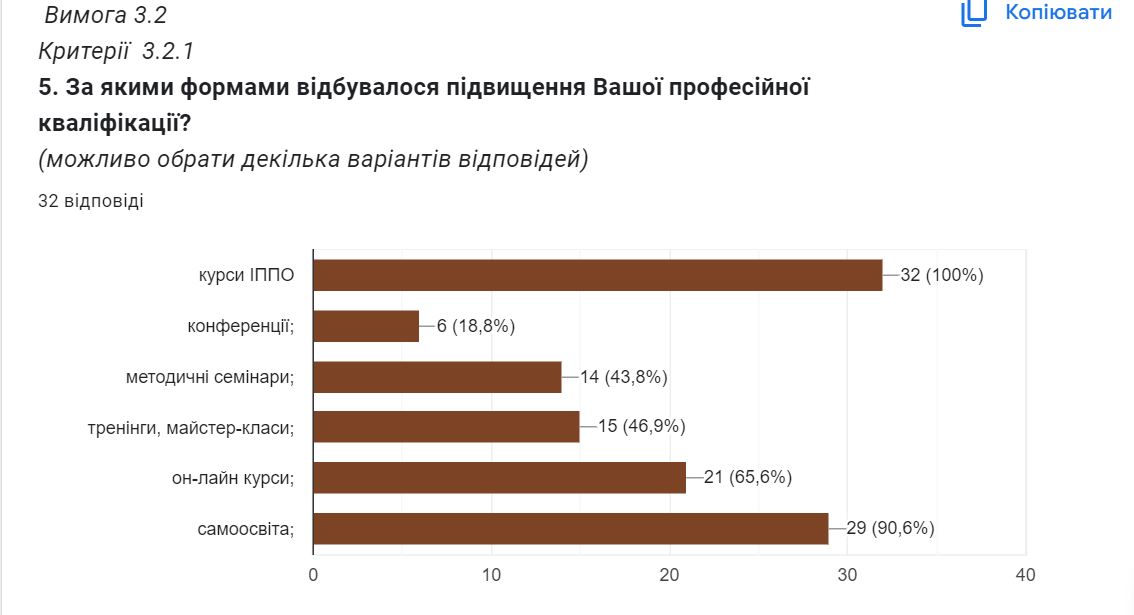 Вимога 3.2
Копіювати
Критерії 3.2.1
5. За якими формами відбувалося підвищення Вашої професійної
кваліфікації?
(можливо обрати декілька варіантів відповідей)
32 відповіді
курси ІППО 32 (100%)
конференції; 6 (18,8%)
методичні семінари; 14 (43,8%)
тренінги, майстер-класи; 15 (46,9%)
он-лайн курси; 21 (65,6%)
самоосвіта; 29 (90,6%)
0 10 20 30 40